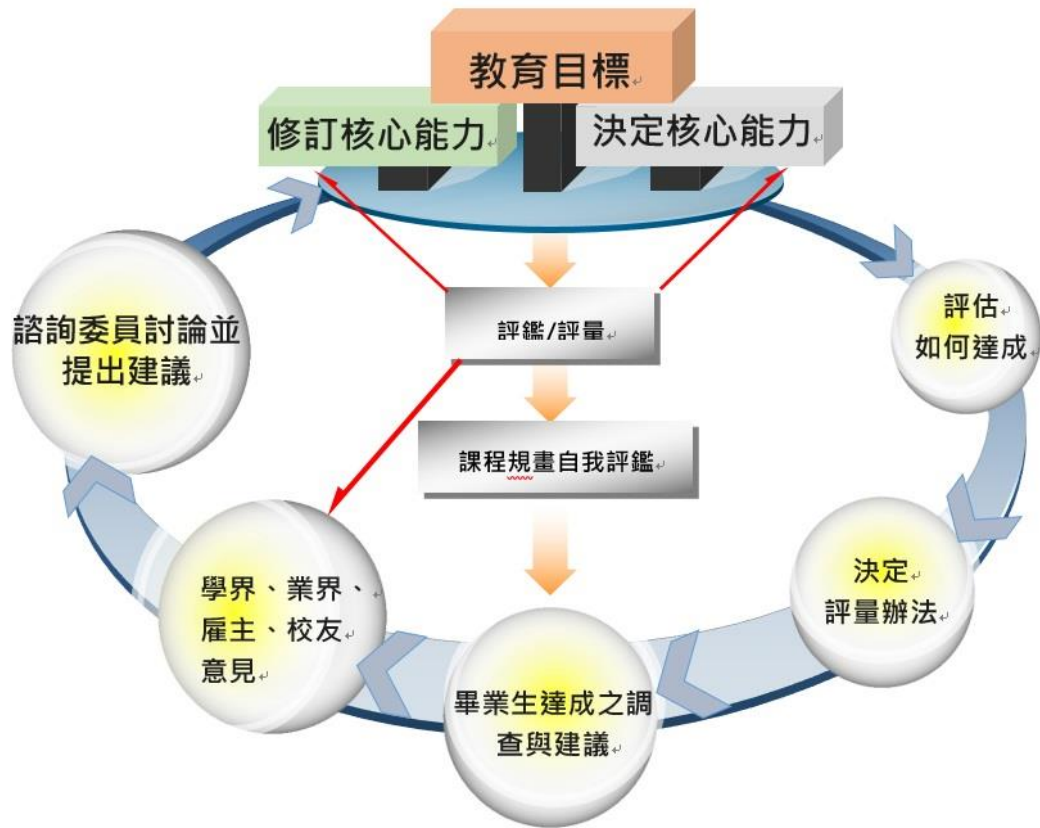 教育目標
修訂核心能力
決定核心能力
評鑑/評量
課程規畫自我評鑑
評估
如何達成
決定
評量辦法
畢業生達成之調
查與建議
學界、業界、
雇主、校友
意見
諮詢委員討論並
提出建議